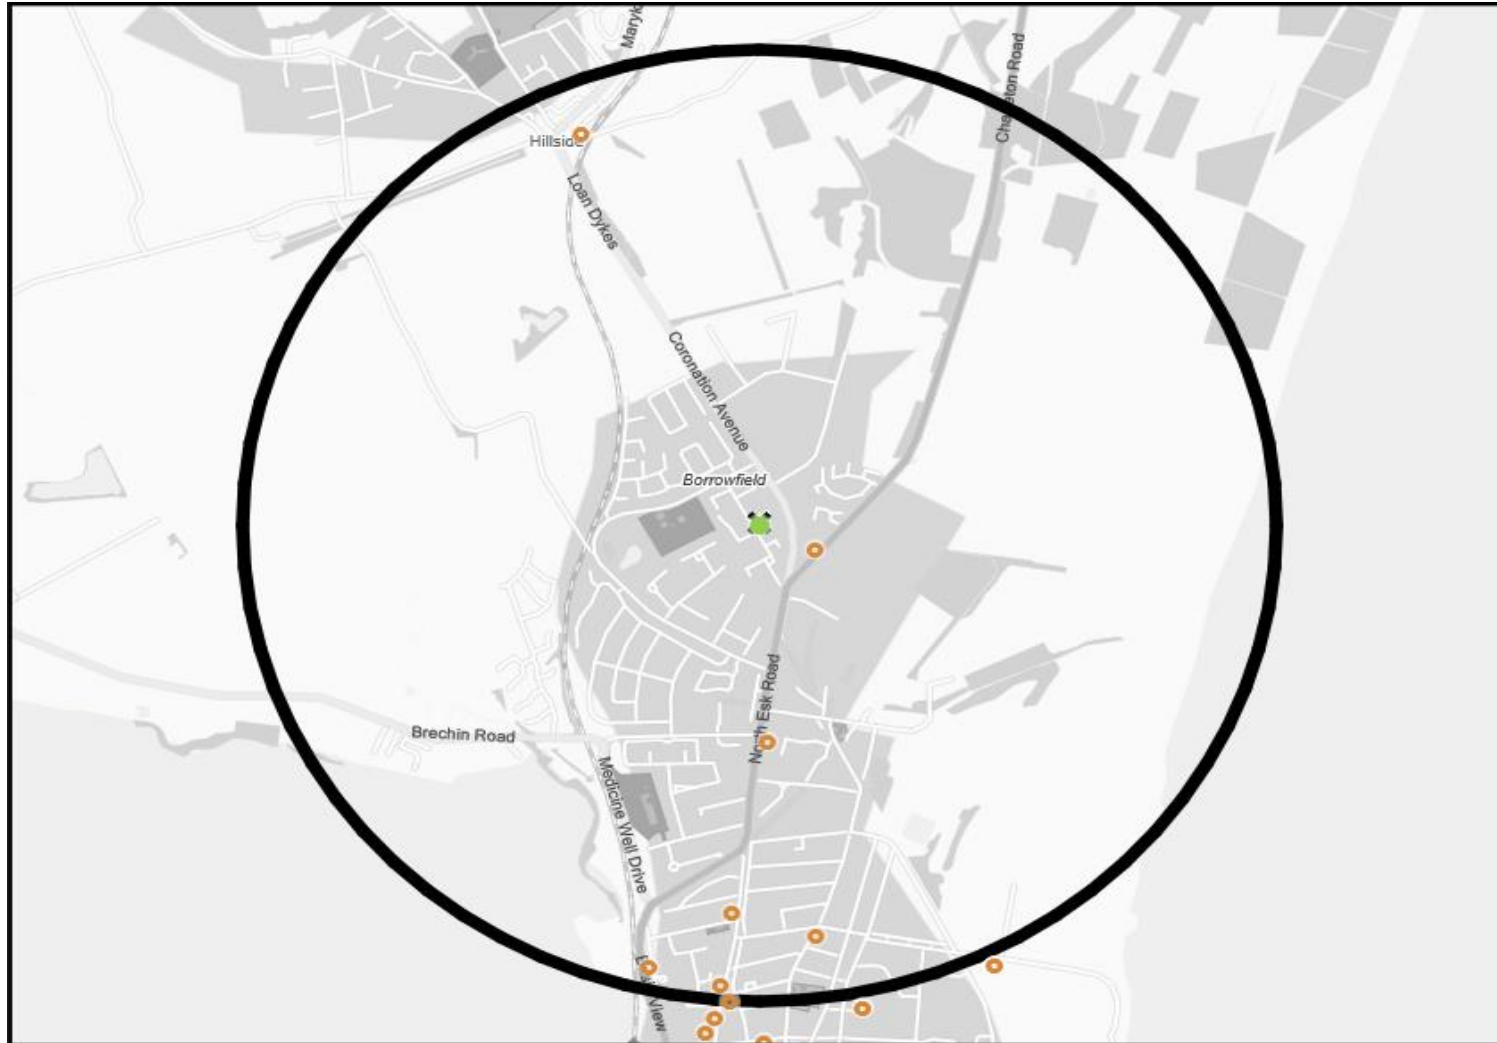 Hillside
Loan Dykes
Coronation Avenue
Borrowfield
North Esk Road
Brechin Road
Medicine Well Drive